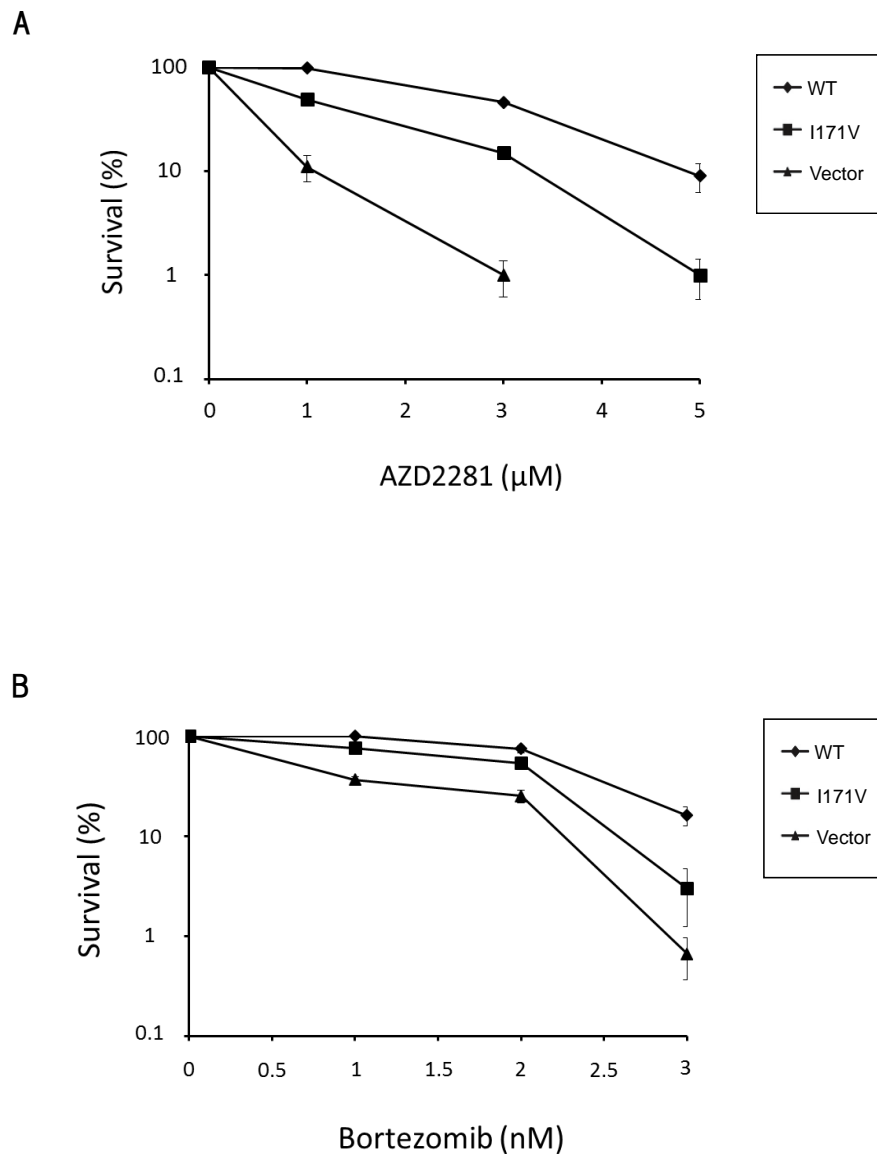 A
Survival (%)
100
10
1
0.1
0 1 2 3 4 5
AZD2281 (µM)
WT
I171V
Vector
B
Survival (%)
100
10
1
0.1
0 0.5 1 1.5 2 2.5 3
Bortezomib (nM)
WT
I171V
Vector